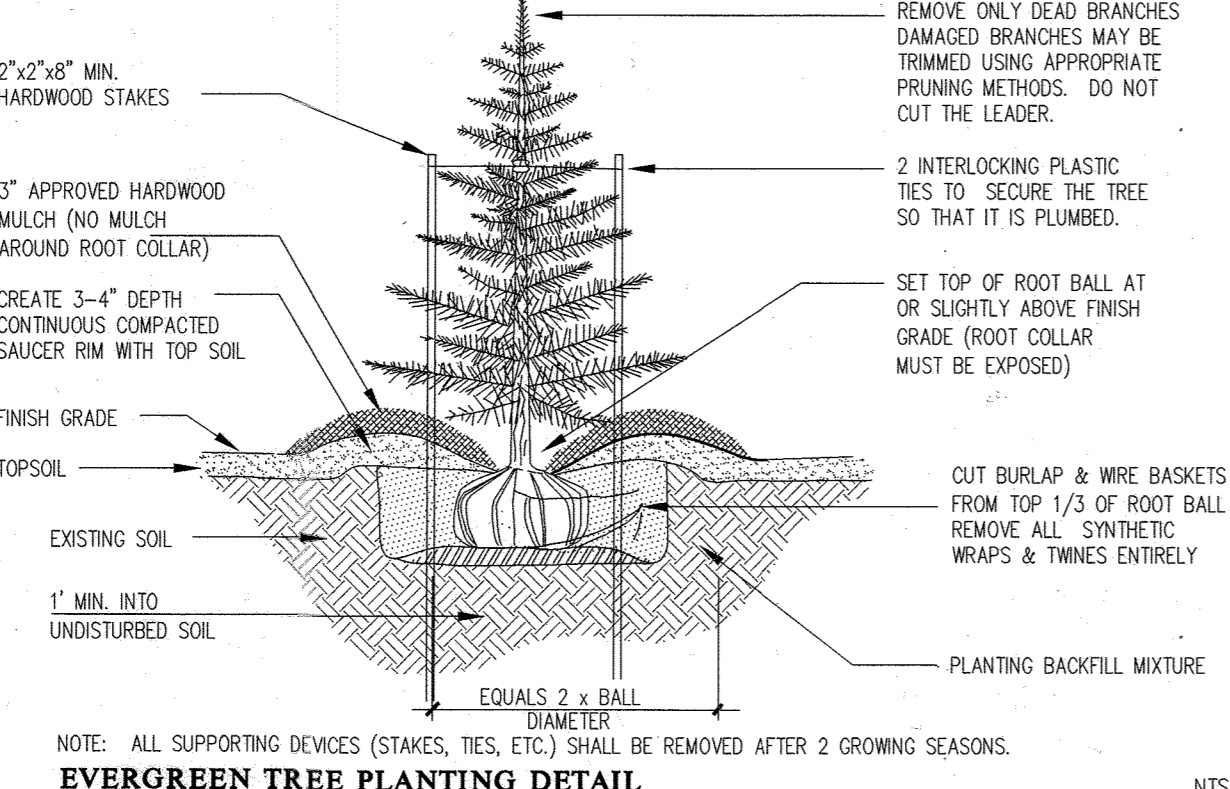 REMOVE ONLY DEAD BRANCHES
DAMAGED BRANCHES MAY BE
TRIMMED USING APPROPRIATE
PRUNING METHODS. DO NOT
CUT THE LEADER.
2"x2"x8" MIN.
HARDWOOD STAKES
2 INTERLOCKING PLASTIC
TIES TO SECURE THE TREE
SO THAT IT IS PLUMBED.
3" APPROVED HARDWOOD
MULCH (NO MULCH
AROUND ROOT COLLAR)
SET TOP OF ROOT BALL AT
OR SLIGHTLY ABOVE FINISH
GRADE (ROOT COLLAR
MUST BE EXPOSED)
CREATE 3-4" DEPTH
CONTINUOUS COMPACTED
SAUCER RIM WITH TOP SOIL
FINISH GRADE
TOPSOIL
CUT BURLAP & WIRE BASKETS
FROM TOP 1/3 OF ROOT BALL
REMOVE ALL SYNTHETIC
WRAPS & TWINES ENTIRELY
EXISTING SOIL
1' MIN. INTO
UNDISTURBED SOIL
PLANTING BACKFILL MIXTURE
EQUALS 2 x BALL
DIAMETER
NOTE: ALL SUPPORTING DEVICES (STAKES, TIES, ETC.) SHALL BE REMOVED AFTER 2 GROWING SEASONS.
EVERGREEN TREE PLANTING DETAIL
NTS